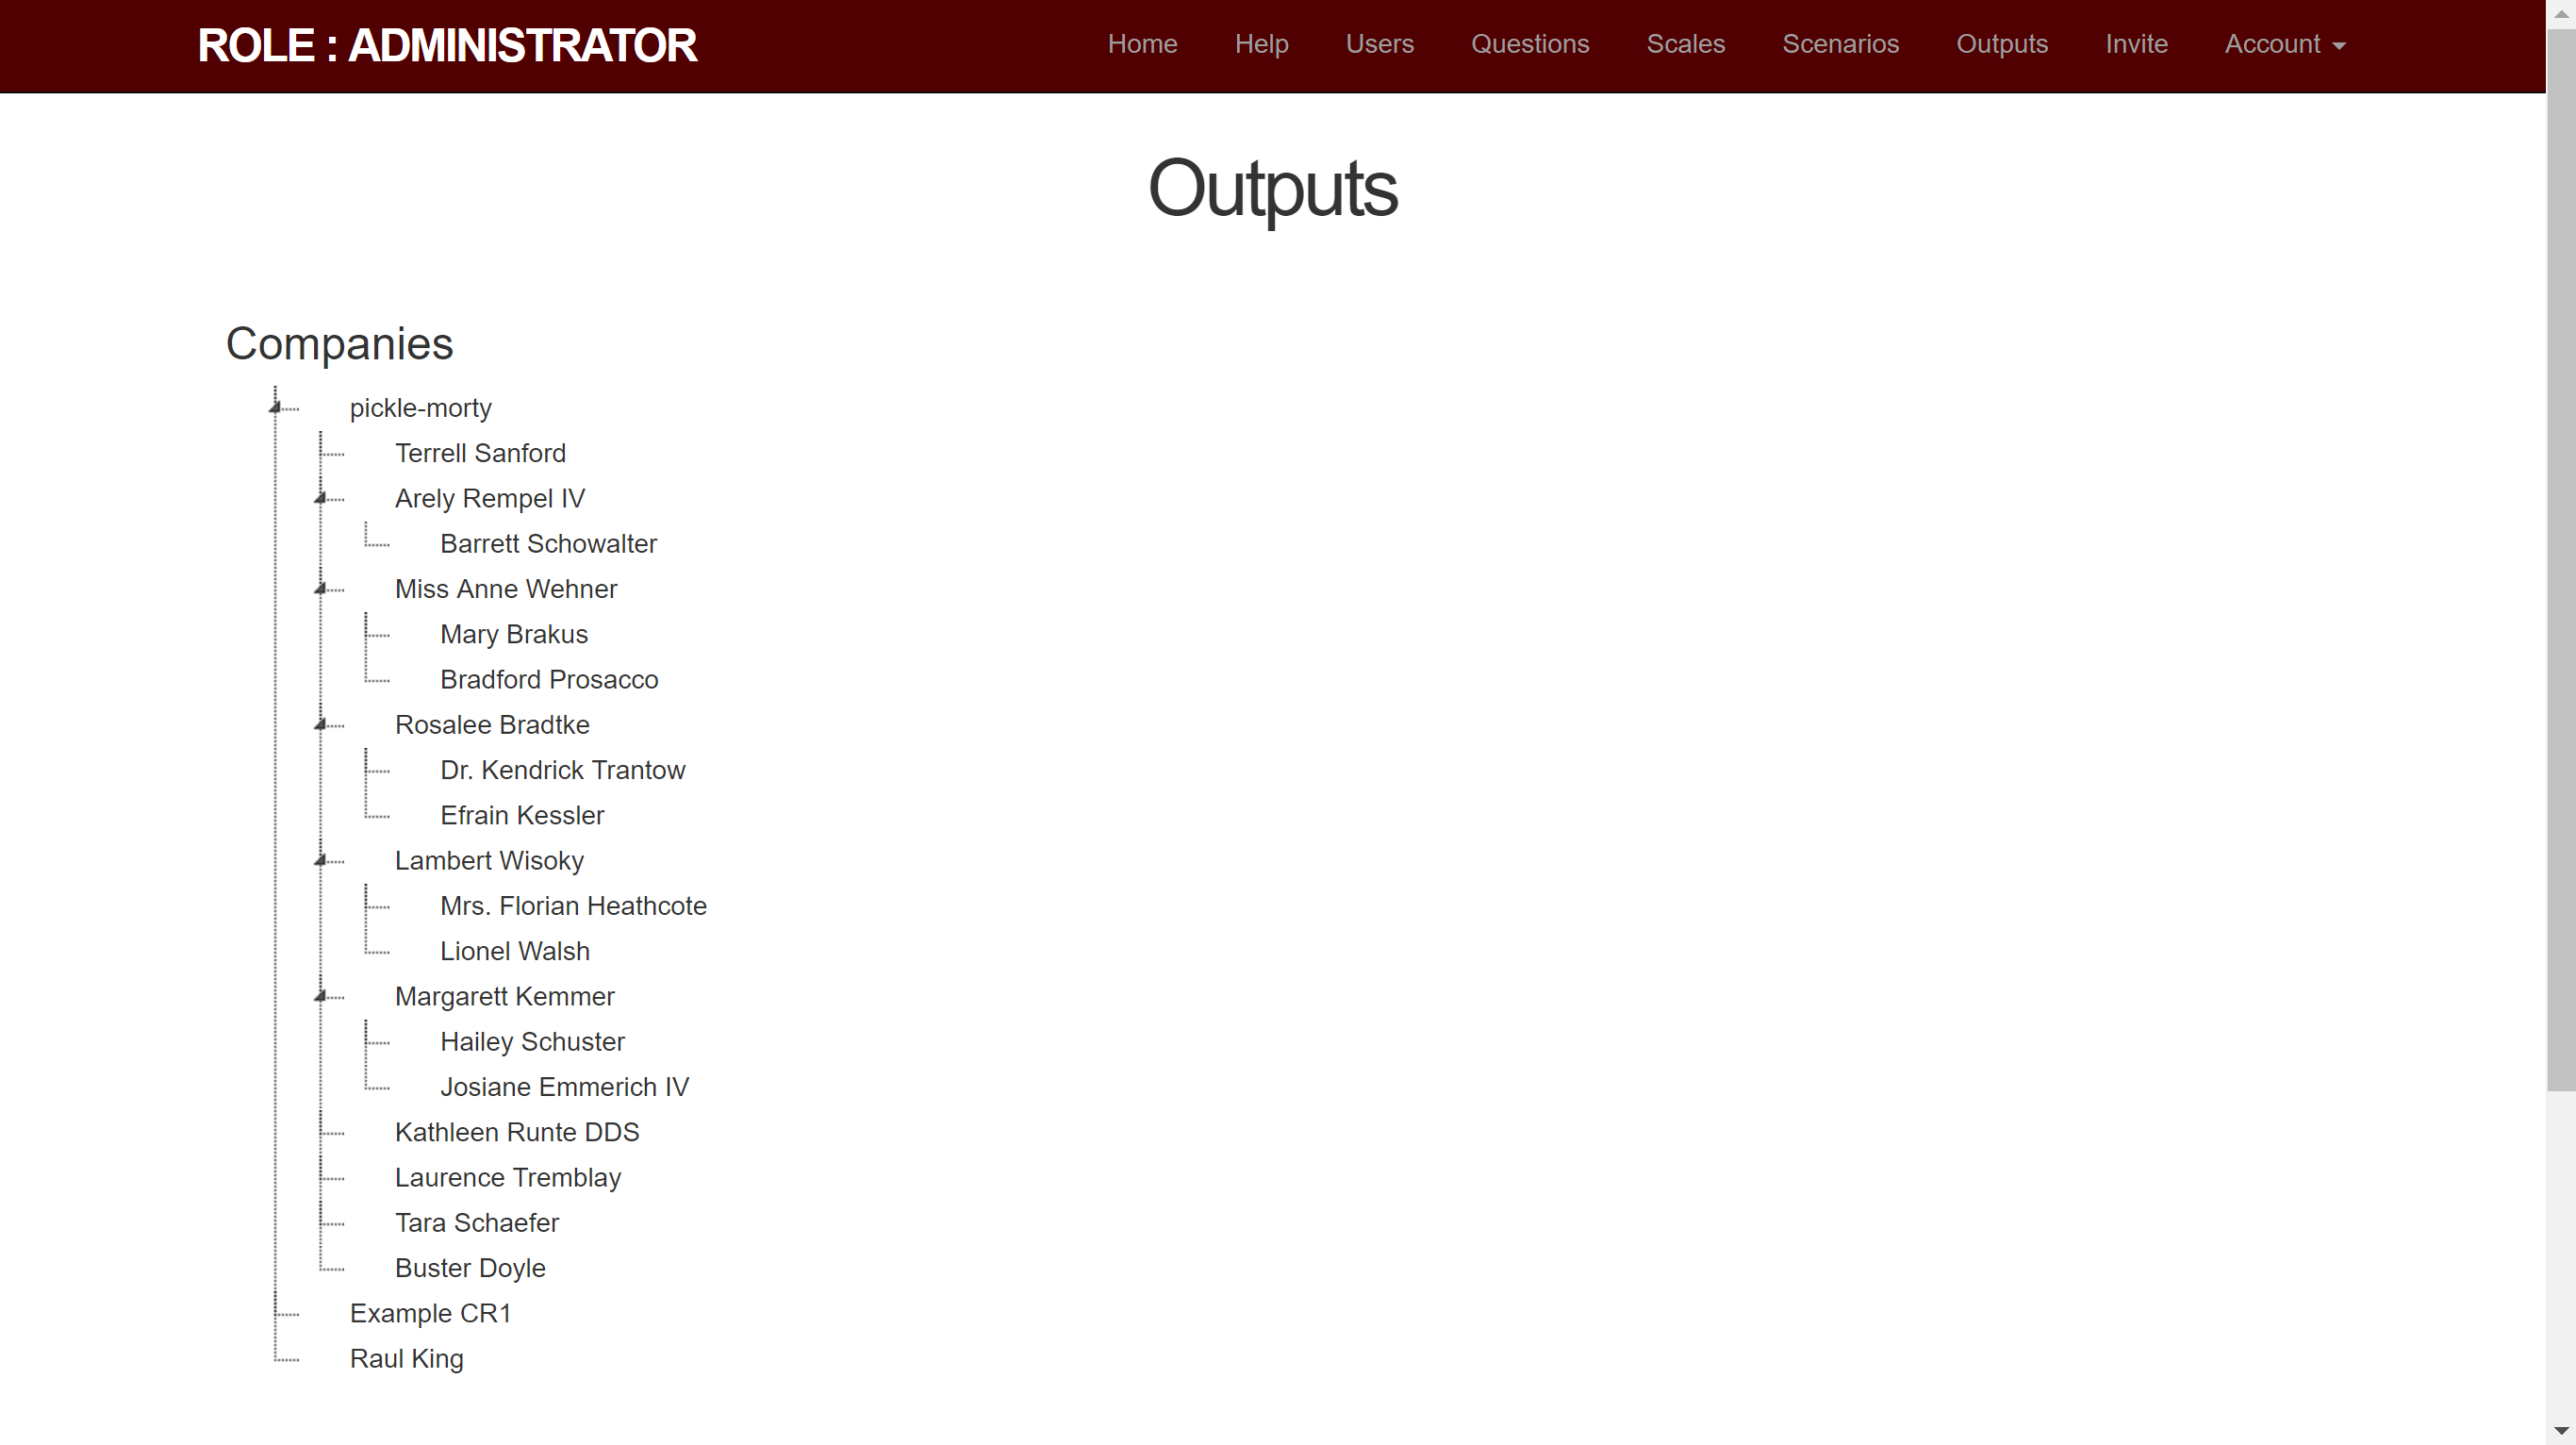 ROLE : ADMINISTRATOR Home Help Users Questions Scales Scenarios Outputs Invite Account
Outputs
Companies
pickle-morty
Terrell Sanford
Arely Rempel IV
Barrett Schowalter
Miss Anne Wehner
Mary Brakus
Bradford Prosacco
Rosalee Bradtke
Dr. Kendrick Trantow
Efrain Kessler
Lambert Wisoky
Mrs. Florian Heathcote
Lionel Walsh
Margarett Kemmer
Hailey Schuster
Josiane Emmerich IV
Kathleen Runte DDS
Laurence Tremblay
Tara Schaefer
Buster Doyle
Example CR1
Raul King